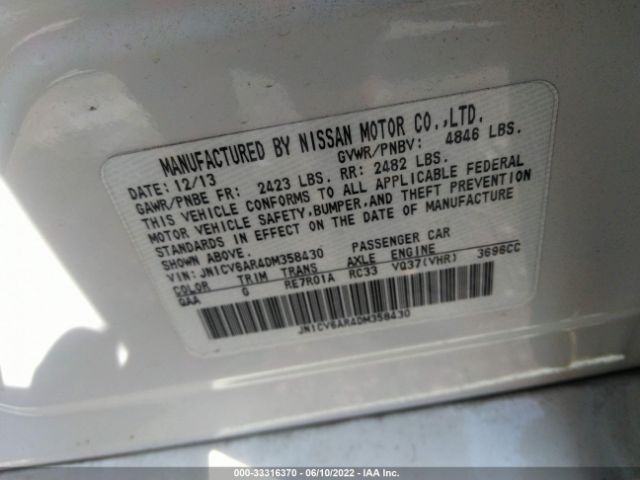 MANUFACTURED BY NISSAN MOTOR CO.,LTD.
DATE: 12/13 GVWR/PNBV: 4846 LBS.
GAWR/PNBE FR: 2423 LBS. RR: 2482 LBS.
THIS VEHICLE CONFORMS TO ALL APPLICABLE FEDERAL
MOTOR VEHICLE SAFETY, BUMPER, AND THEFT PREVENTION
STANDARDS IN EFFECT ON THE DATE OF MANUFACTURE
SHOWN ABOVE.
VIN: JN1CV6AR4DM358430 PASSENGER CAR
COLOR TRIM TRANS AXLE ENGINE
QAA G RE7R01A RC33 VQ37(VHR) 3696CC
JN1CV6AR4DM358430
000-33316370 - 06/10/2022 - IAA Inc.